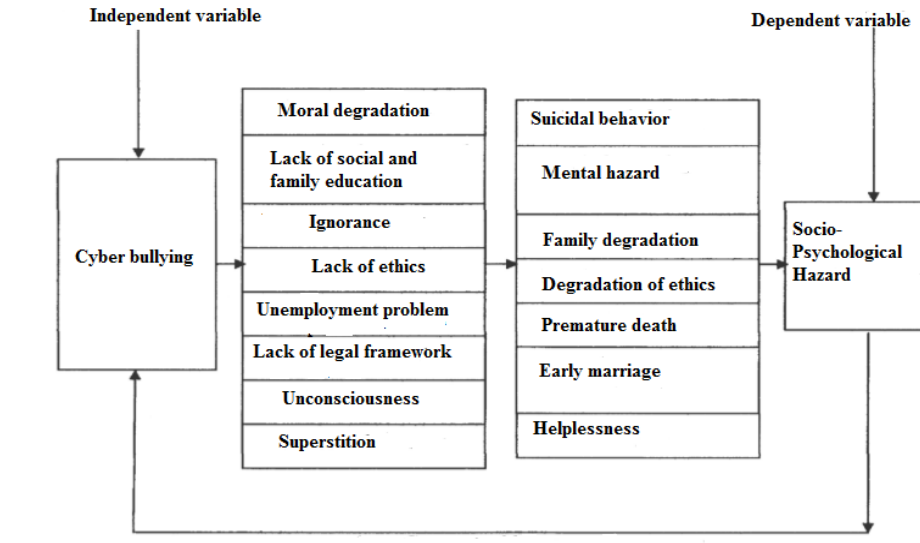 Independent variable
Dependent variable
Cyber bullying
Moral degradation
Lack of social and
family education
Ignorance
Lack of ethics
Unemployment problem
Lack of legal framework
Unconsciousness
Superstition
Suicidal behavior
Mental hazard
Family degradation
Degradation of ethics
Premature death
Early marriage
Helplessness
Socio-
Psychological
Hazard